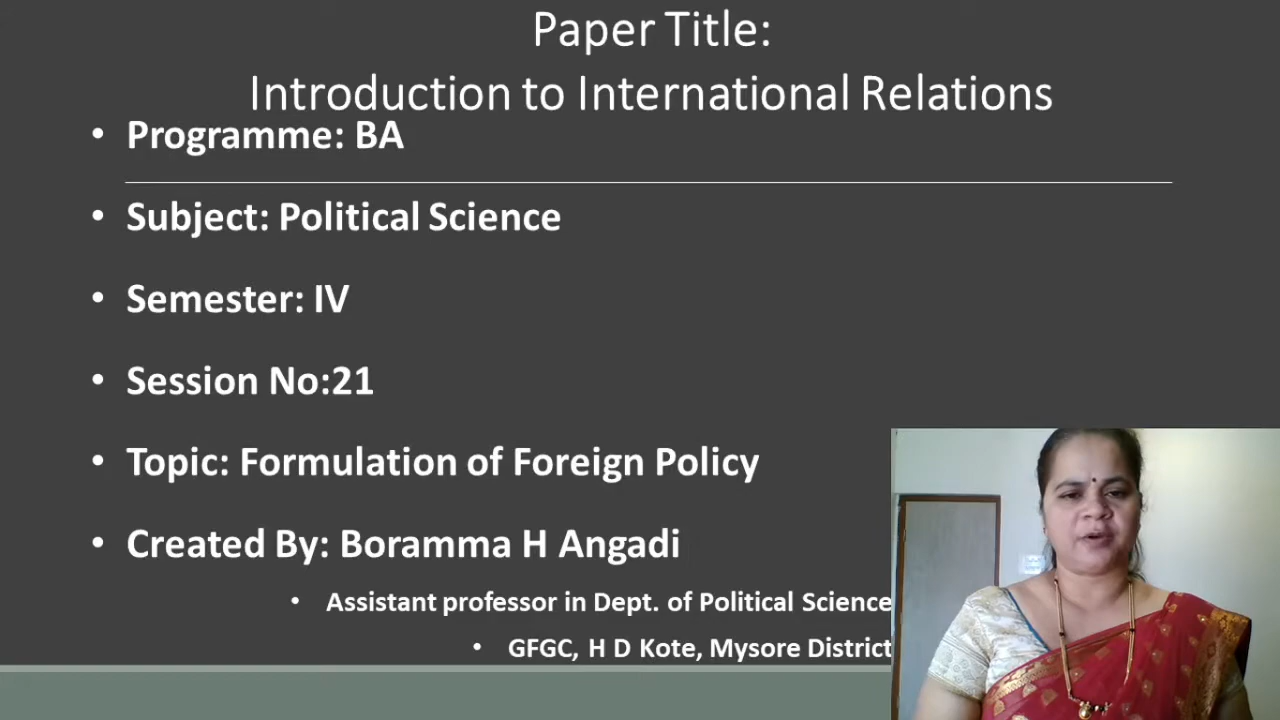 Paper Title:
Introduction to International Relations
• Programme: BA
• Subject: Political Science
• Semester: IV
• Session No:21
• Topic: Formulation of Foreign Policy
• Created By: Boramma H Angadi
• Assistant professor in Dept. of Political Science
• GFGC, H D Kote, Mysore District